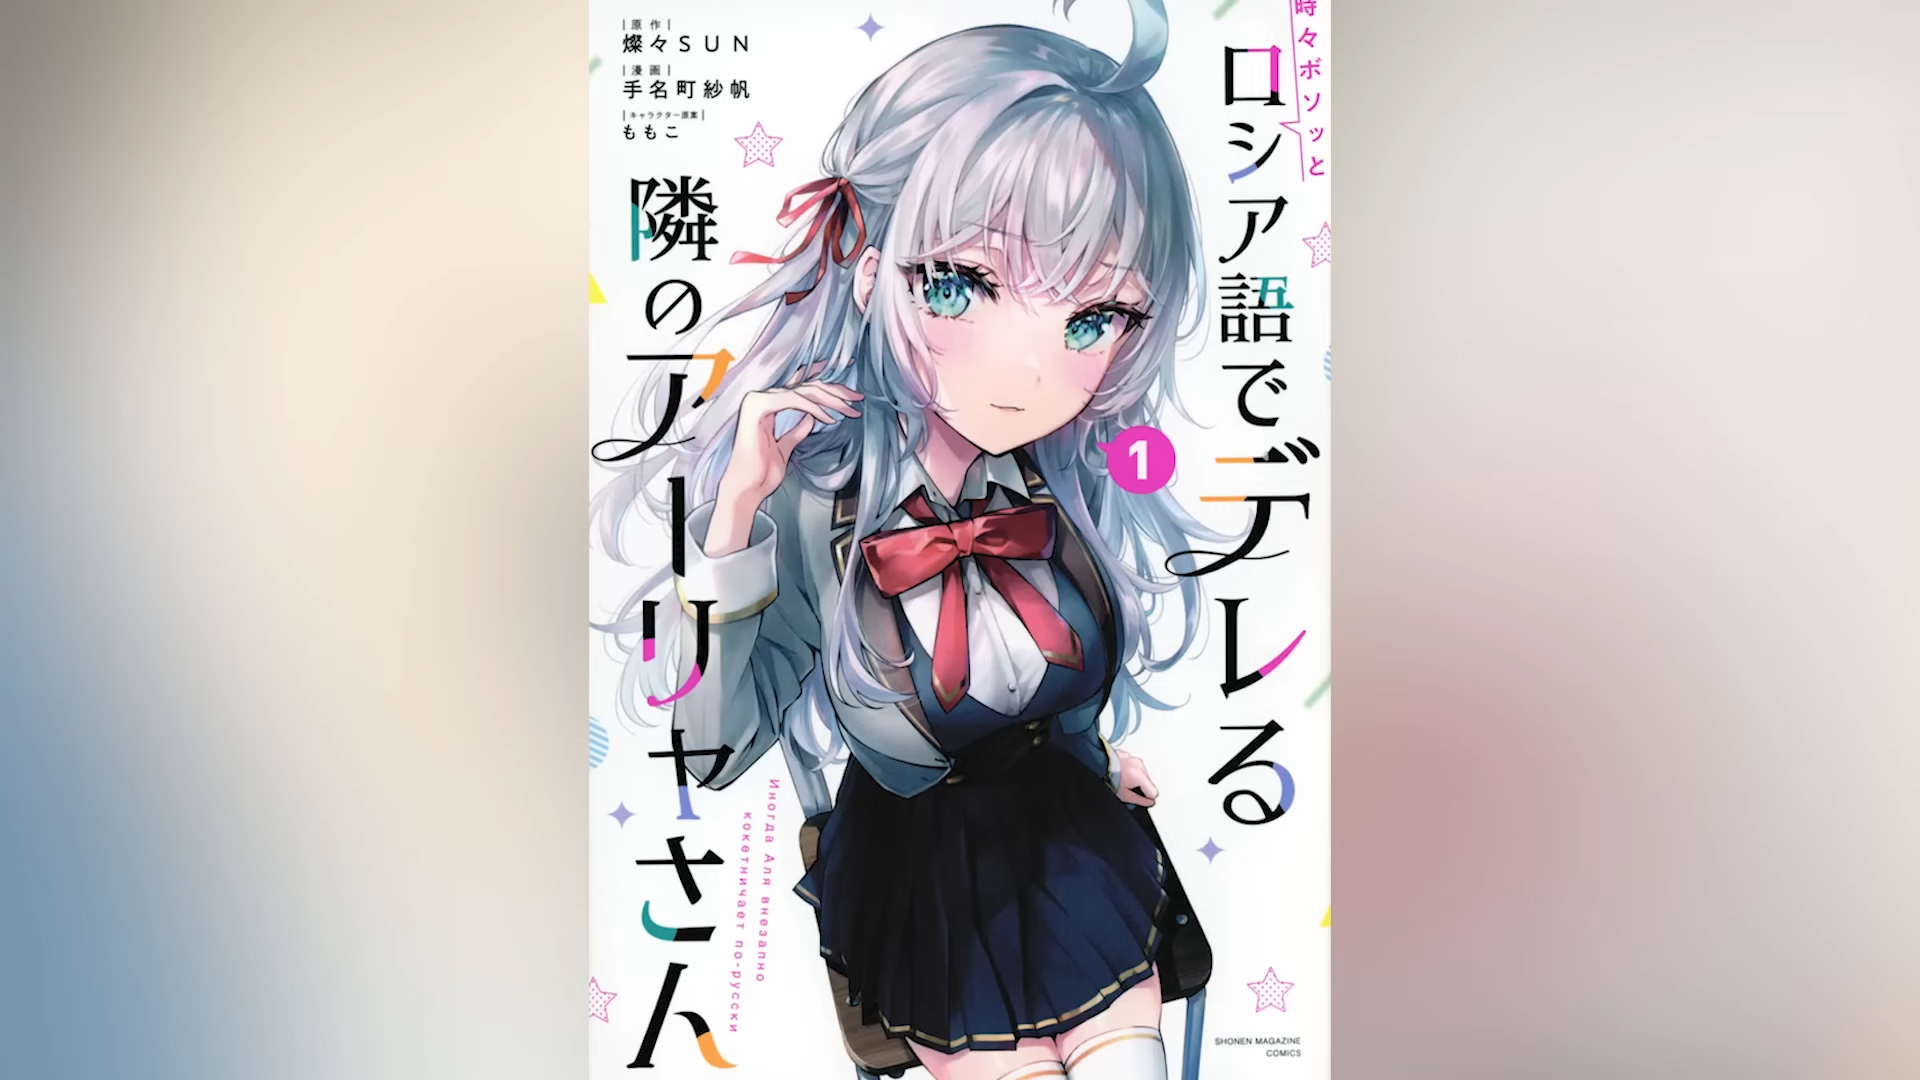 原作
燦々SUN
漫画
手名町紗帆
キャラクター原案
ももこ
時々ボソッと
ロシア語でデレる
隣のアーリャさん
1
Иногда Аля внезапно
кокетничает по-русски
SHONEN MAGAZINE
COMICS